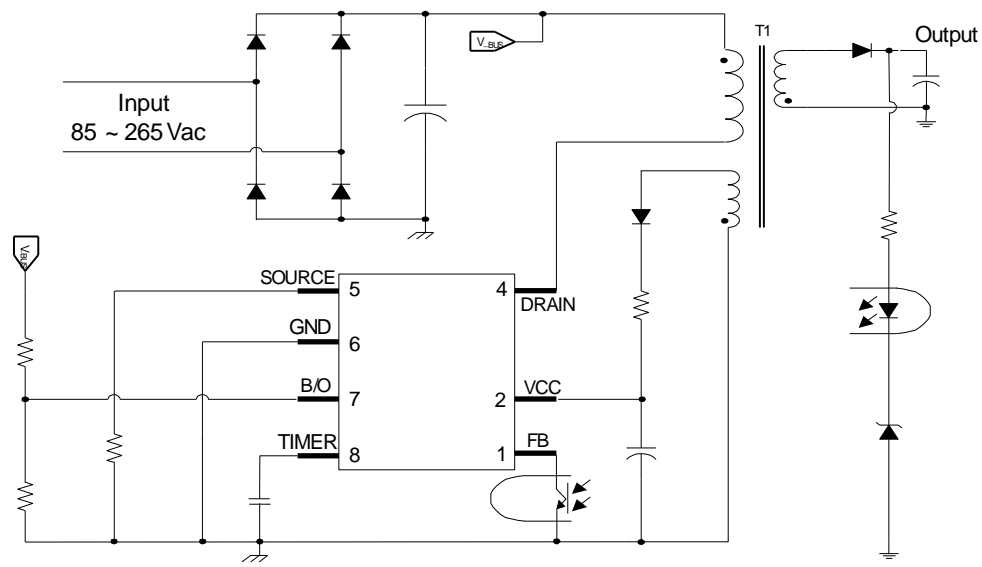 V_BUS
T1
Output
Input
85 ~ 265 Vac
VBUS
SOURCE
5
4
DRAIN
GND
6
B/O
7
2
VCC
TIMER
8
1
FB